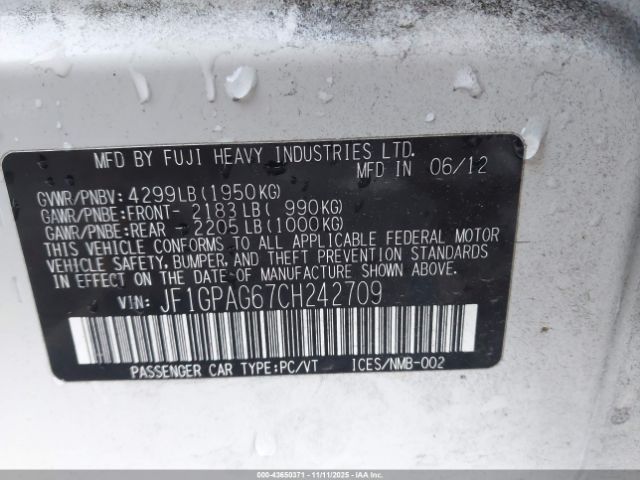 MFD BY FUJI HEAVY INDUSTRIES LTD.
MFD IN 06/12
GVWR/PNBV: 4299LB(1950KG)
GAWR/PNBE:FRONT- 2183 LB( 990KG)
GAWR/PNBE:REAR - 2205 LB(1000KG)
THIS VEHICLE CONFORMS TO ALL APPLICABLE FEDERAL MOTOR
VEHICLE SAFETY, BUMPER, AND THEFT PREVENTION STANDARDS
IN EFFECT ON THE DATE OF MANUFACTURE SHOWN ABOVE.
VIN: JF1GPAG67CH242709
PASSENGER CAR TYPE:PC/VT ICES/NMB-002
000-43650371 - 11/11/2025 - IAAI.COM